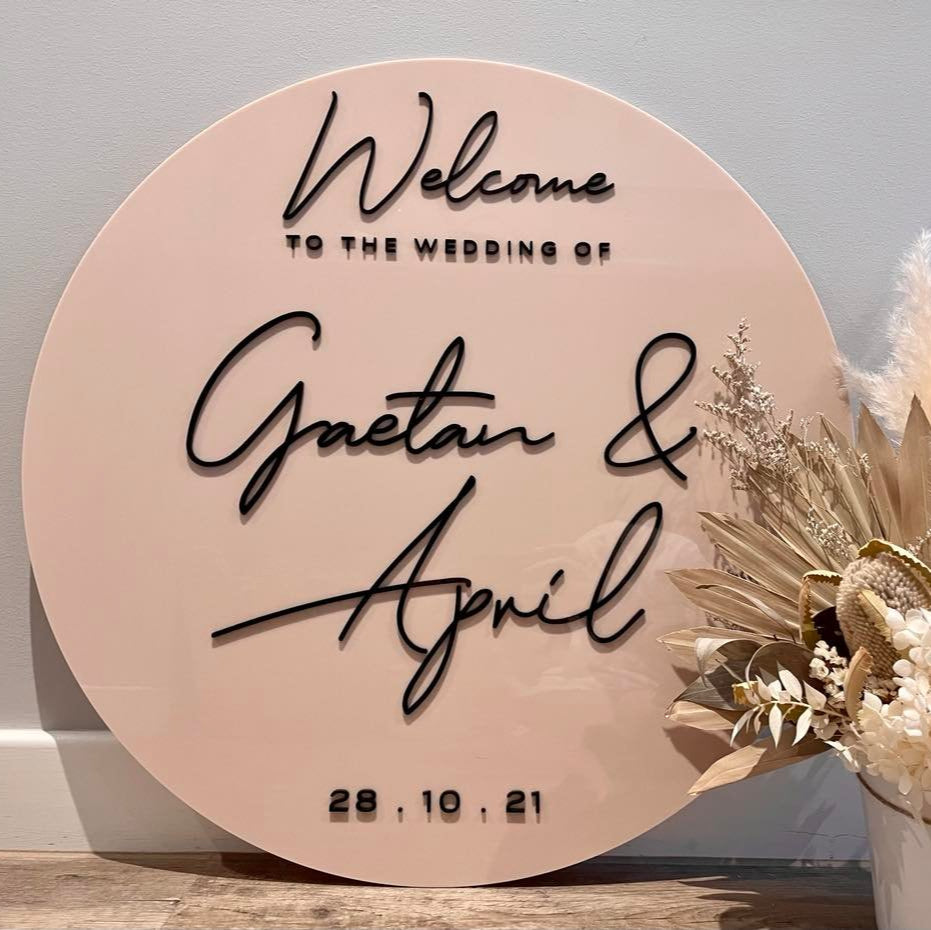 Welcome
TO THE WEDDING OF
Gaetan &
April
28 . 10 . 21